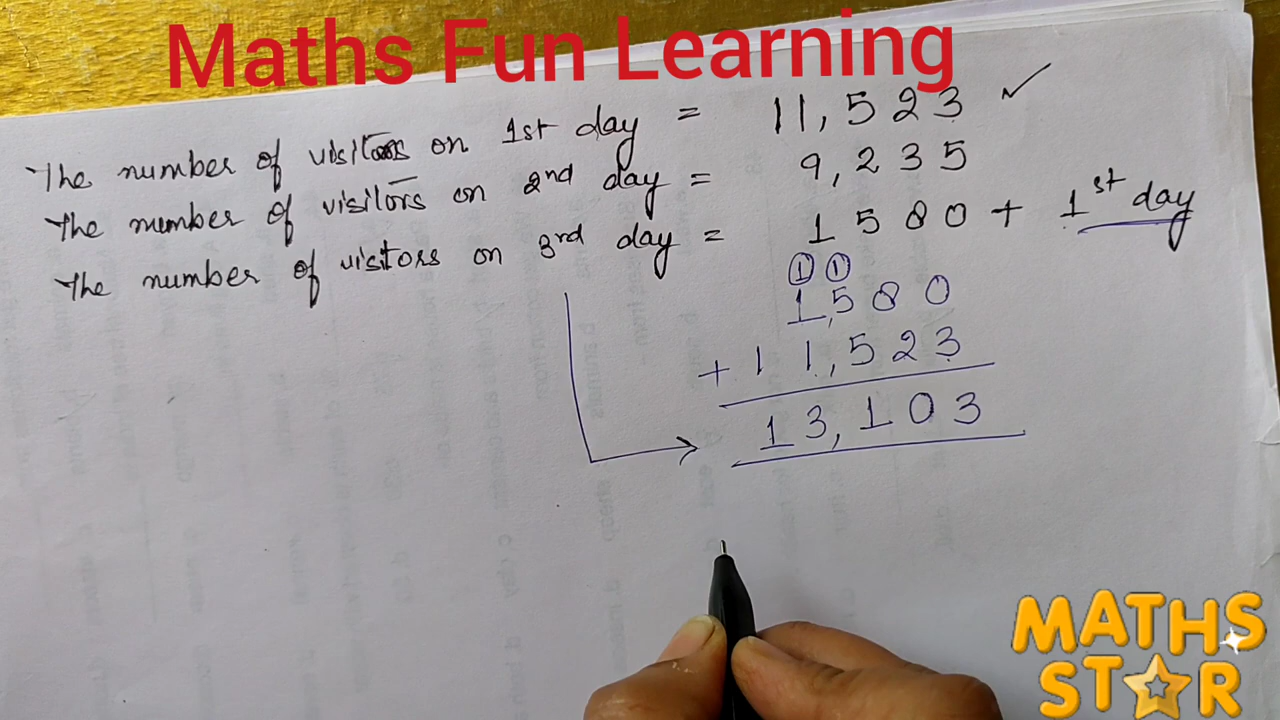 Maths Fun Learning
The number of visitors on 1st day = 11,523 ✓
The number of visitors on 2nd day = 9,235
The number of visitors on 3rd day = 1580 + 1st day
1 1
1,580
+ 11,523
13,103
MATHS
STAR